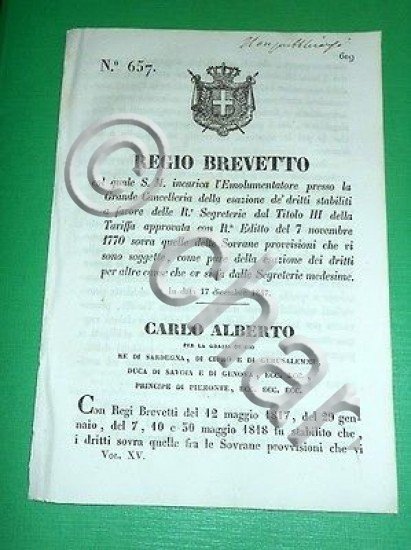 609
N.º 657.
REGIO BREVETTO
col quale S. M. incarica l'Emolumentatore presso la
Grande Cancelleria della esazione de' dritti stabiliti
a favore delle R.e Segreterie dal Titolo III della
Tariffa approvata con R.o Editto del 7 novembre
1770 sovra quelle delle Sovrane provvisioni che vi
sono soggette, come pure della esazione dei dritti
per altre cause che or si fa dalle Segreterie medesime.
In data 17 dicembre 1847.
CARLO ALBERTO
PER LA GRAZIA DI DIO
RE DI SARDEGNA, DI CIPRO E DI GERUSALEMME,
DUCA DI SAVOIA E DI GENOVA, ECC. ECC.
PRINCIPE DI PIEMONTE, ECC. ECC. ECC.
Con Regi Brevetti del 12 maggio 1817, del 29 gen-
naio, del 7, 10 e 30 maggio 1818 fu stabilito che,
i dritti sovra quelle fra le Sovrane provvisioni che vi
Vol. XV.
©